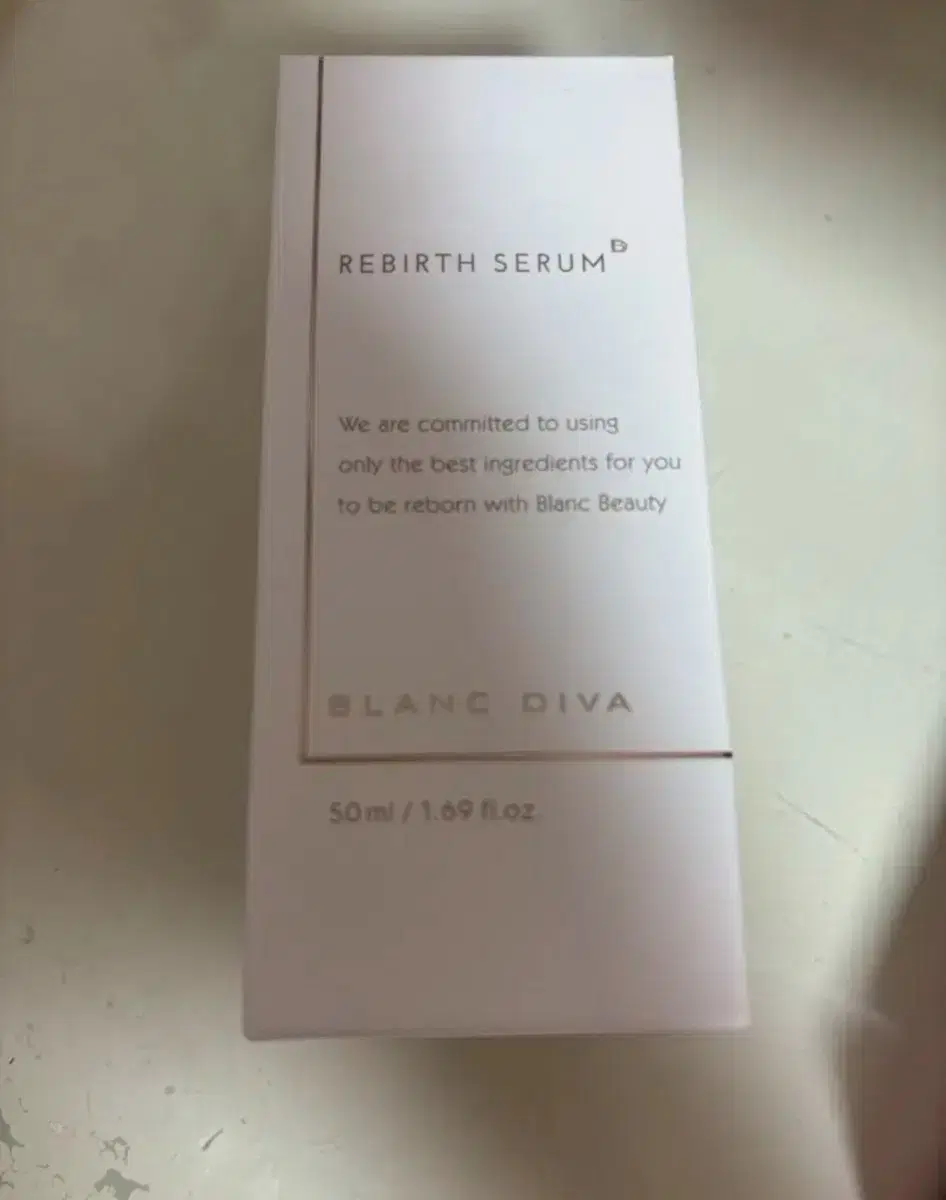 REBIRTH SERUM B
We are committed to using
only the best ingredients for you
to be reborn with Blanc Beauty
BLANC DIVA
50ml / 1.69 fl.oz